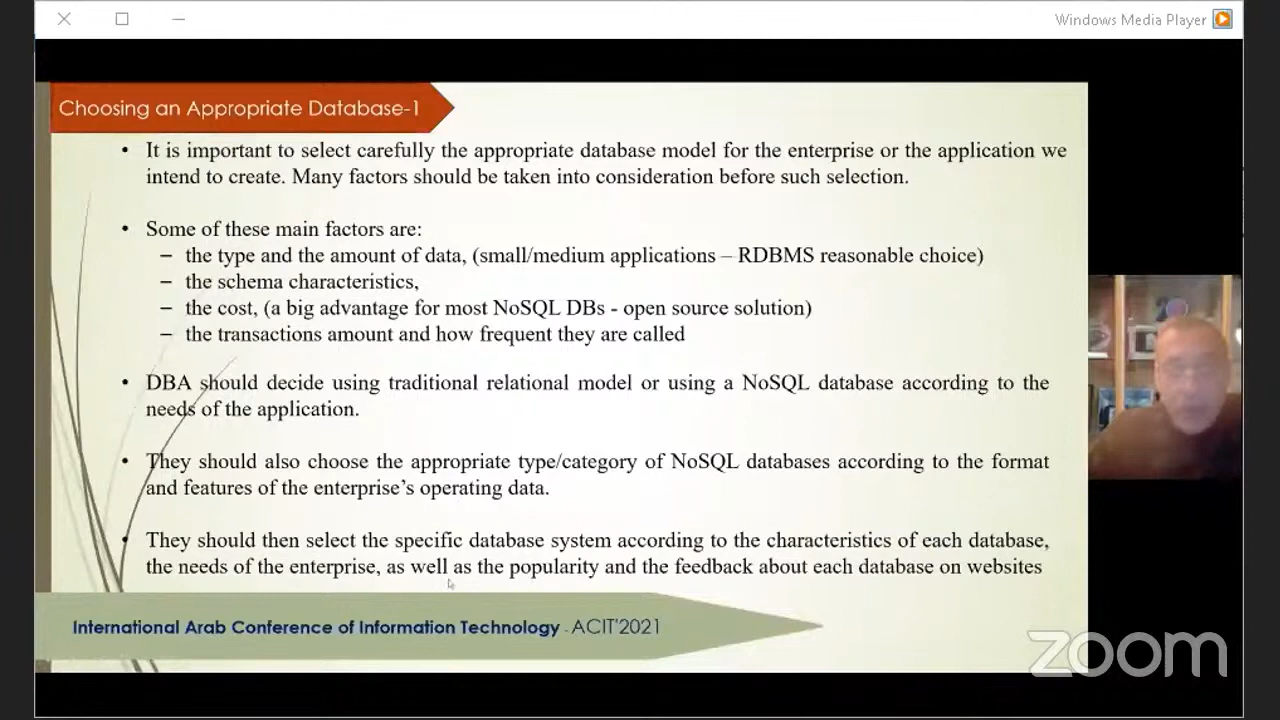 Windows Media Player
Choosing an Appropriate Database-1
• It is important to select carefully the appropriate database model for the enterprise or the application we
intend to create. Many factors should be taken into consideration before such selection.
• Some of these main factors are:
– the type and the amount of data, (small/medium applications – RDBMS reasonable choice)
– the schema characteristics,
– the cost, (a big advantage for most NoSQL DBs - open source solution)
– the transactions amount and how frequent they are called
• DBA should decide using traditional relational model or using a NoSQL database according to the
needs of the application.
• They should also choose the appropriate type/category of NoSQL databases according to the format
and features of the enterprise's operating data.
• They should then select the specific database system according to the characteristics of each database,
the needs of the enterprise, as well as the popularity and the feedback about each database on websites
International Arab Conference of Information Technology - ACIT'2021
zoom